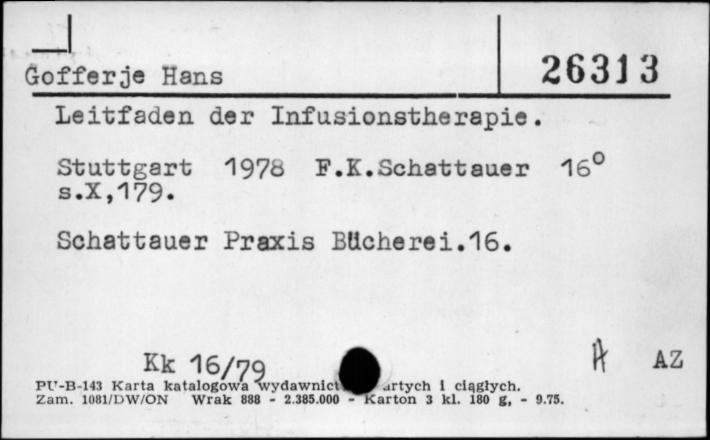 26313
Gofferje Hans
Leitfaden der Infusionstherapie.
Stuttgart 1978 F.K.Schattauer 16°
s.X,179.
Schattauer Praxis Bücherei.16.
Kk 16/79
AZ
PU-B-143 Karta katalogowa wydawnict artych i ciągłych.
Zam. 1081/DW/ON Wrak 888 - 2.385.000 - Karton 3 kl. 180 g, - 9.75.